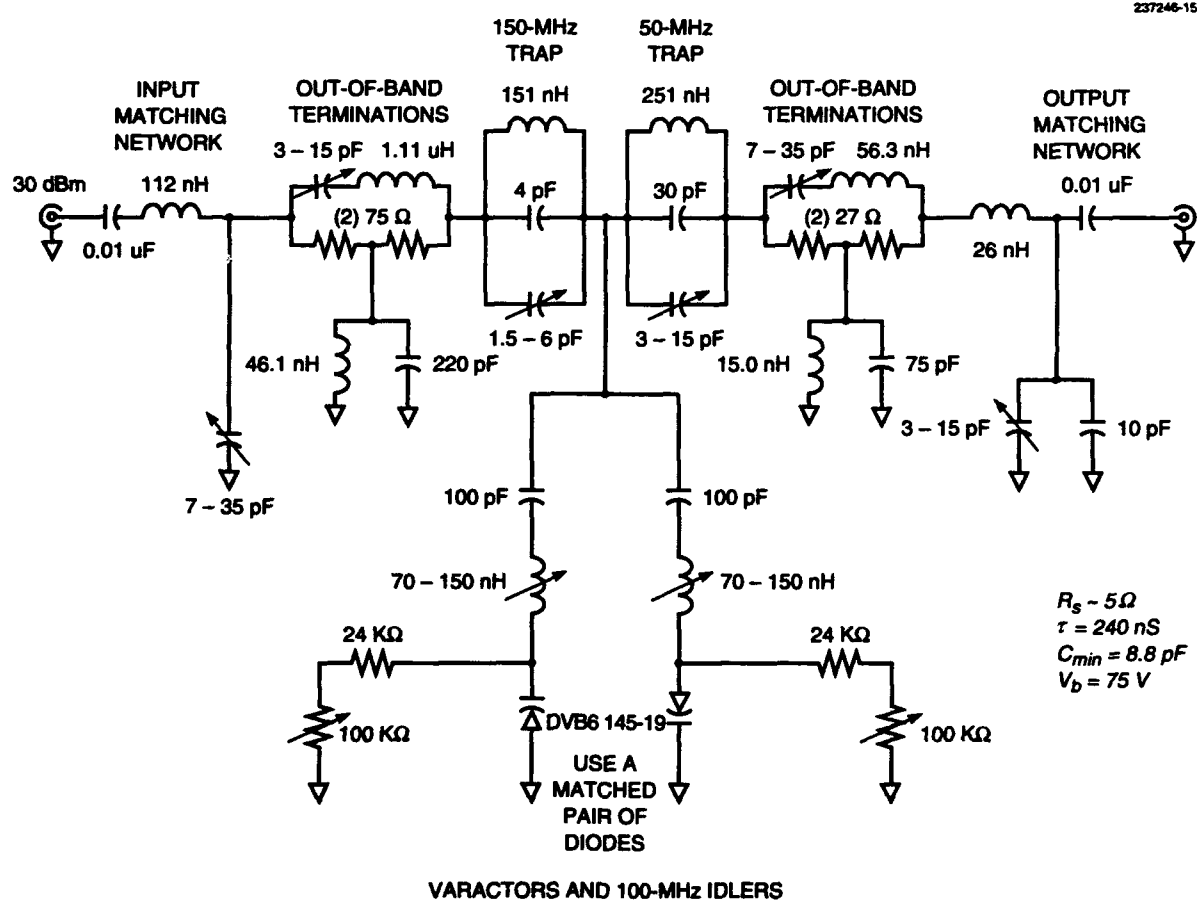 237246-15
150-MHz
TRAP
50-MHz
TRAP
INPUT
MATCHING
NETWORK
OUT-OF-BAND
TERMINATIONS
151 nH
251 nH
OUT-OF-BAND
TERMINATIONS
OUTPUT
MATCHING
NETWORK
3 – 15 pF
1.11 uH
7 – 35 pF
56.3 nH
30 dBm
112 nH
(2) 75 Ω
4 pF
30 pF
(2) 27 Ω
0.01 uF
0.01 uF
26 nH
1.5 – 6 pF
3 – 15 pF
46.1 nH
220 pF
15.0 nH
75 pF
3 – 15 pF
10 pF
7 – 35 pF
100 pF
100 pF
70 – 150 nH
70 – 150 nH
24 KΩ
24 KΩ
Rs ~ 5Ω
τ = 240 nS
Cmin = 8.8 pF
Vb = 75 V
100 KΩ
DVB6 145-19
100 KΩ
USE A
MATCHED
PAIR OF
DIODES
VARACTORS AND 100-MHz IDLERS